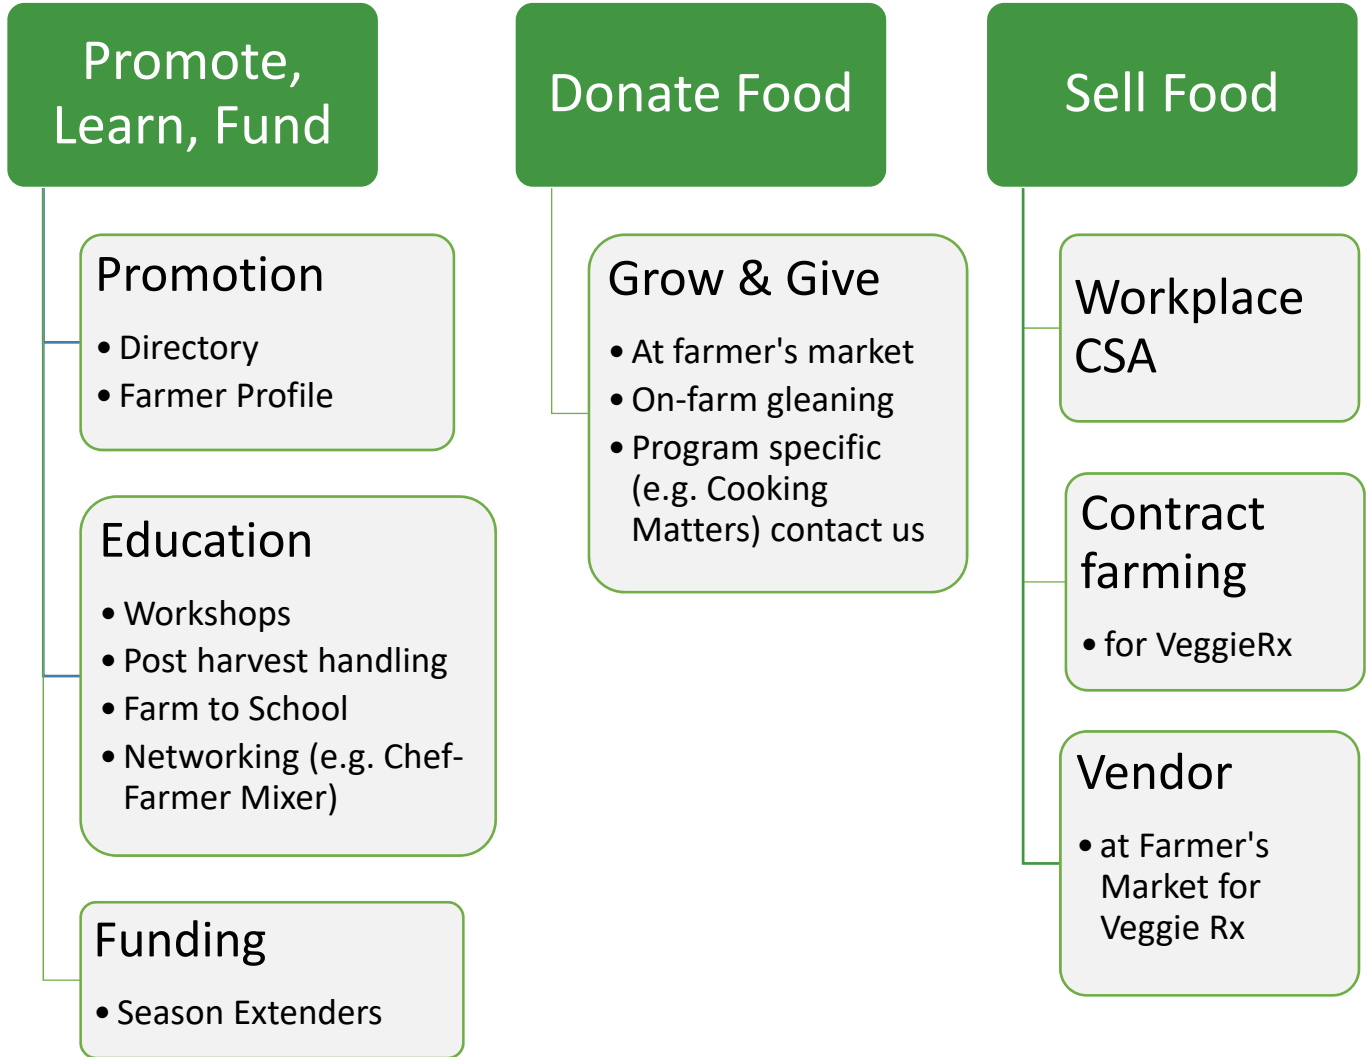 Promote,
Learn, Fund
Promotion
• Directory
• Farmer Profile
Education
• Workshops
• Post harvest handling
• Farm to School
• Networking (e.g. Chef-
Farmer Mixer)
Funding
• Season Extenders
Donate Food
Grow & Give
• At farmer's market
• On-farm gleaning
• Program specific
(e.g. Cooking
Matters) contact us
Sell Food
Workplace
CSA
Contract
farming
• for VeggieRx
Vendor
• at Farmer's
Market for
Veggie Rx